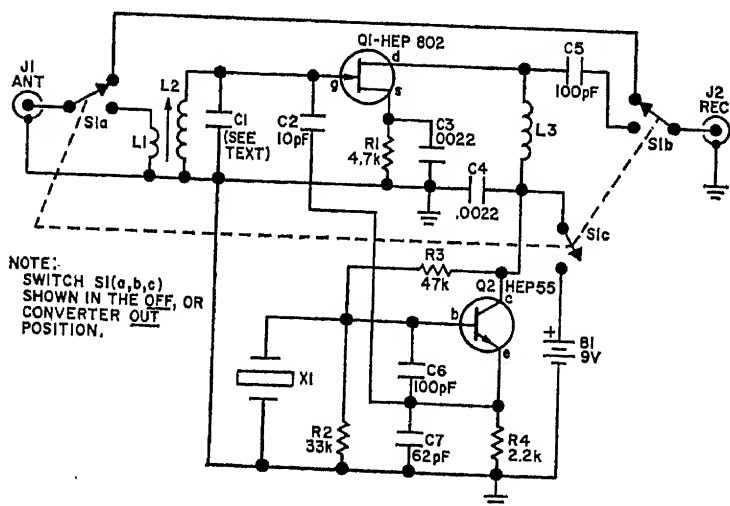 Q1-HEP 802
J1
ANT
S1a
L1
L2
C1
(SEE
TEXT)
C2
10pF
g
d
s
R1
4.7k
C3
.0022
C4
.0022
L3
C5
100pF
J2
REC
S1b
S1c
NOTE:
SWITCH S1(a,b,c)
SHOWN IN THE OFF, OR
CONVERTER OUT
POSITION.
R3
47k
Q2
HEP55
b
c
e
X1
C6
100pF
R2
33k
C7
62pF
R4
2.2k
+
B1
9V